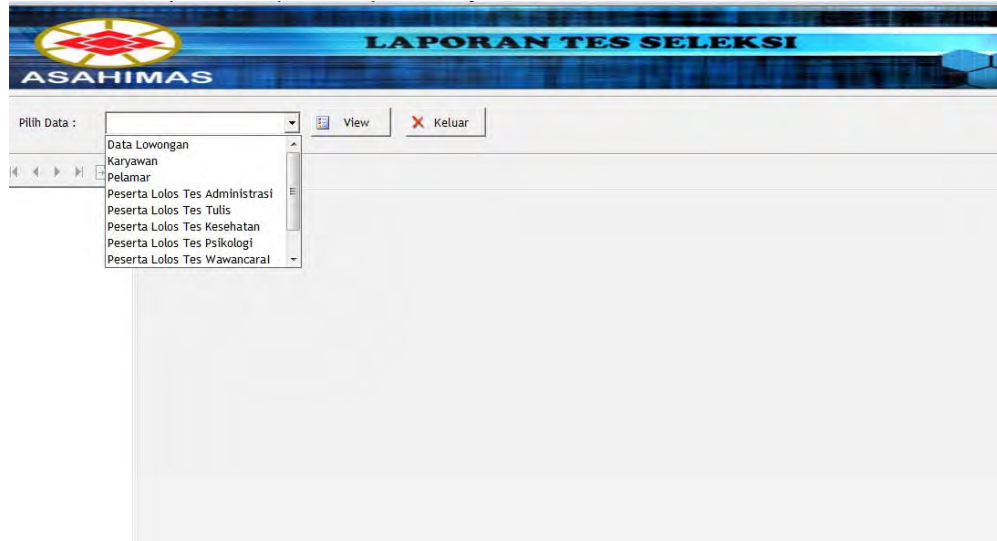 LAPORAN TES SELEKSI
ASAHIMAS
Pilih Data :
View
Keluar
Data Lowongan
Karyawan
Pelamar
Peserta Lolos Tes Administrasi
Peserta Lolos Tes Tulis
Peserta Lolos Tes Kesehatan
Peserta Lolos Tes Psikologi
Peserta Lolos Tes WawancaraI